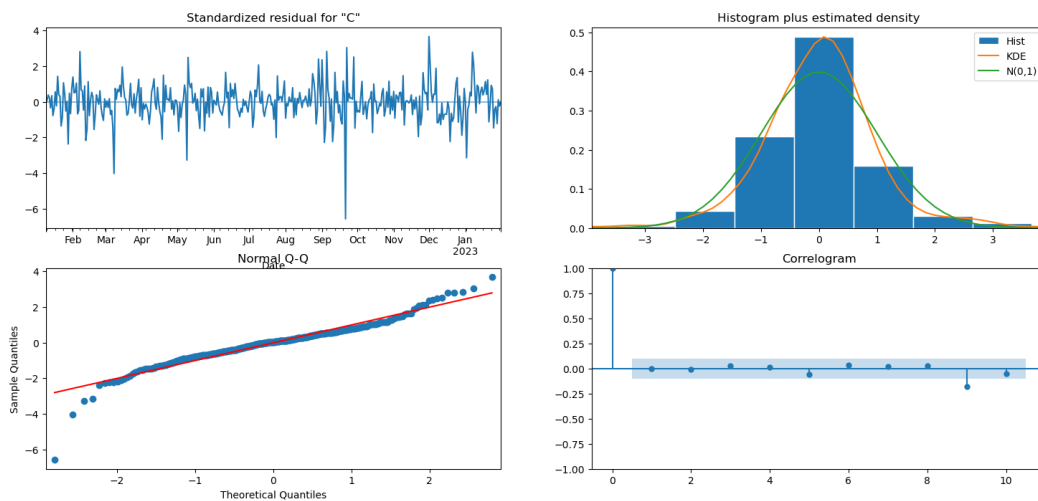 Standardized residual for "C"
4
2
0
−2
−4
−6
Feb Mar Apr May Jun Jul Aug Sep Oct Nov Dec Jan
2023
Date
Histogram plus estimated density
0.5
0.4
0.3
0.2
0.1
0.0
−3 −2 −1 0 1 2 3
Hist
KDE
N(0,1)
Normal Q-Q
Sample Quantiles
4
2
0
−2
−4
−6
−2 −1 0 1 2
Theoretical Quantiles
Correlogram
1.00
0.75
0.50
0.25
0.00
−0.25
−0.50
−0.75
−1.00
0 2 4 6 8 10